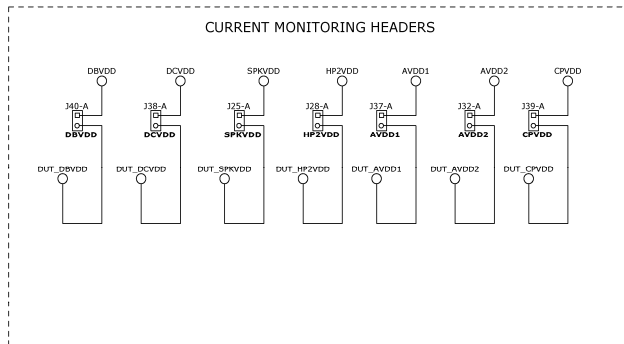 CURRENT MONITORING HEADERS
DBVDD DCVDD SPKVDD HP2VDD AVDD1 AVDD2 CPVDD
J40-A J38-A J25-A J28-A J37-A J32-A J39-A
DBVDD DCVDD SPKVDD HP2VDD AVDD1 AVDD2 CPVDD
DUT_DBVDD DUT_DCVDD DUT_SPKVDD DUT_HP2VDD DUT_AVDD1 DUT_AVDD2 DUT_CPVDD